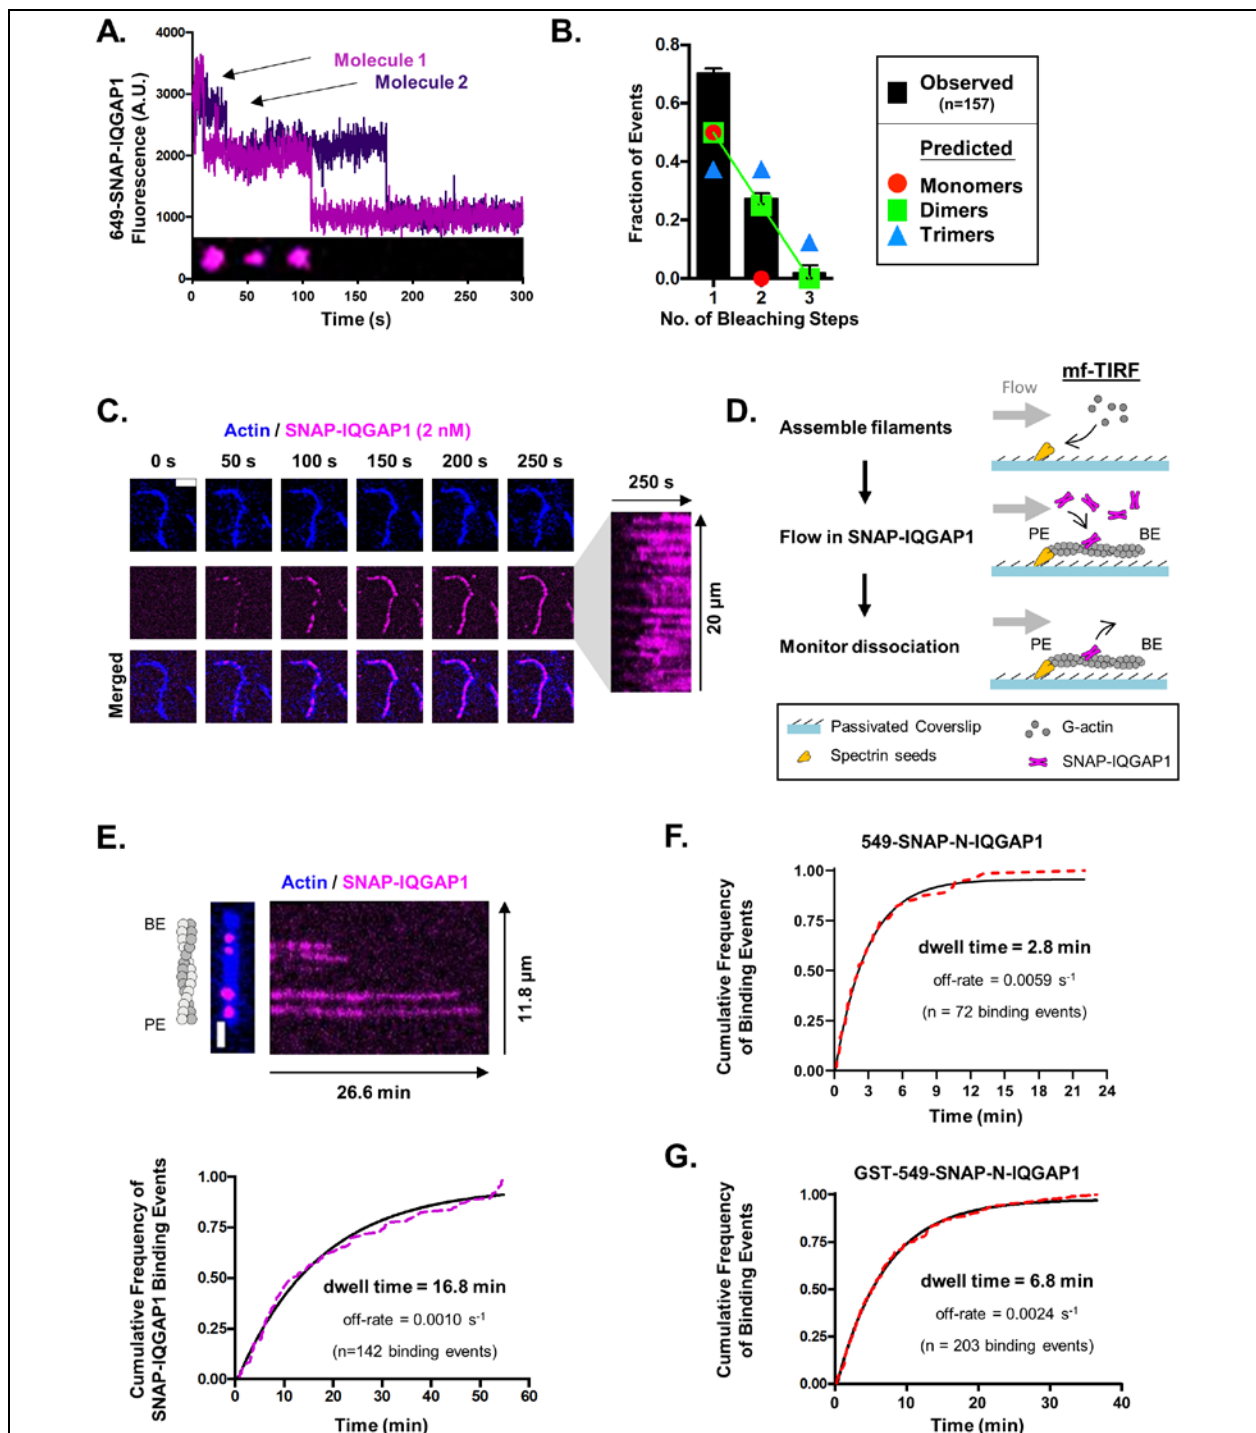 A.
4000
3000
2000
1000
0
649-SNAP-IQGAP1
Fluorescence (A.U.)
Molecule 1
Molecule 2
0 50 100 150 200 250 300
Time (s)
B.
0.8
0.6
0.4
0.2
0.0
Fraction of Events
1 2 3
No. of Bleaching Steps
Observed
(n=157)
Predicted
Monomers
Dimers
Trimers
C.
Actin / SNAP-IQGAP1 (2 nM)
0 s 50 s 100 s 150 s 200 s 250 s
Merged
250 s
20 µm
D.
mf-TIRF
Flow
Assemble filaments
Flow in SNAP-IQGAP1
PE BE
Monitor dissociation
PE BE
Passivated Coverslip
G-actin
Spectrin seeds
SNAP-IQGAP1
E.
Actin / SNAP-IQGAP1
BE
PE
11.8 µm
26.6 min
Cumulative Frequency of
SNAP-IQGAP1 Binding Events
1.00
0.75
0.50
0.25
0.00
dwell time = 16.8 min
off-rate = 0.0010 s⁻¹
(n=142 binding events)
0 10 20 30 40 50 60
Time (min)
F.
549-SNAP-N-IQGAP1
Cumulative Frequency
of Binding Events
1.00
0.75
0.50
0.25
0.00
dwell time = 2.8 min
off-rate = 0.0059 s⁻¹
(n = 72 binding events)
0 3 6 9 12 15 18 21 24
Time (min)
G.
GST-549-SNAP-N-IQGAP1
Cumulative Frequency
of Binding Events
1.00
0.75
0.50
0.25
0.00
dwell time = 6.8 min
off-rate = 0.0024 s⁻¹
(n = 203 binding events)
0 10 20 30 40
Time (min)